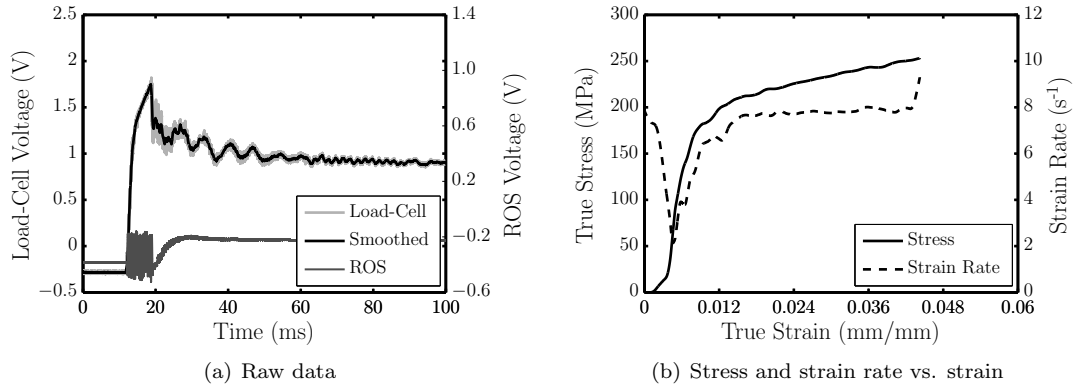 2.5
2
1.5
1
0.5
0
−0.5
Load-Cell Voltage (V)
1.4
1.0
0.6
0.2
−0.2
−0.6
ROS Voltage (V)
Load-Cell
Smoothed
ROS
0 20 40 60 80 100
Time (ms)
(a) Raw data
300
250
200
150
100
50
0
True Stress (MPa)
12
10
8
6
4
2
0
Strain Rate (s-1)
Stress
Strain Rate
0 0.012 0.024 0.036 0.048 0.06
True Strain (mm/mm)
(b) Stress and strain rate vs. strain